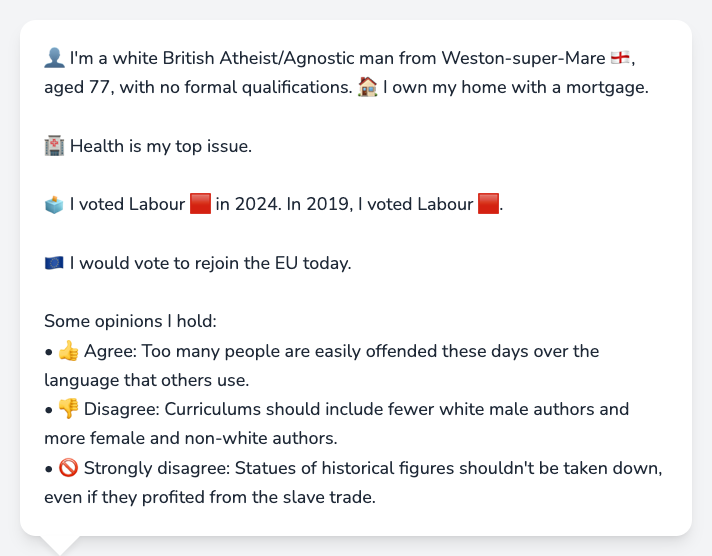 👤 I'm a white British Atheist/Agnostic man from Weston-super-Mare 🏴󠁧󠁢󠁥󠁮󠁧󠁿,
aged 77, with no formal qualifications. 🏠 I own my home with a mortgage.
🏥 Health is my top issue.
🗳️ I voted Labour 🟥 in 2024. In 2019, I voted Labour 🟥.
🇪🇺 I would vote to rejoin the EU today.
Some opinions I hold:
• 👍 Agree: Too many people are easily offended these days over the
language that others use.
• 👎 Disagree: Curriculums should include fewer white male authors and
more female and non-white authors.
• 🚫 Strongly disagree: Statues of historical figures shouldn't be taken down,
even if they profited from the slave trade.